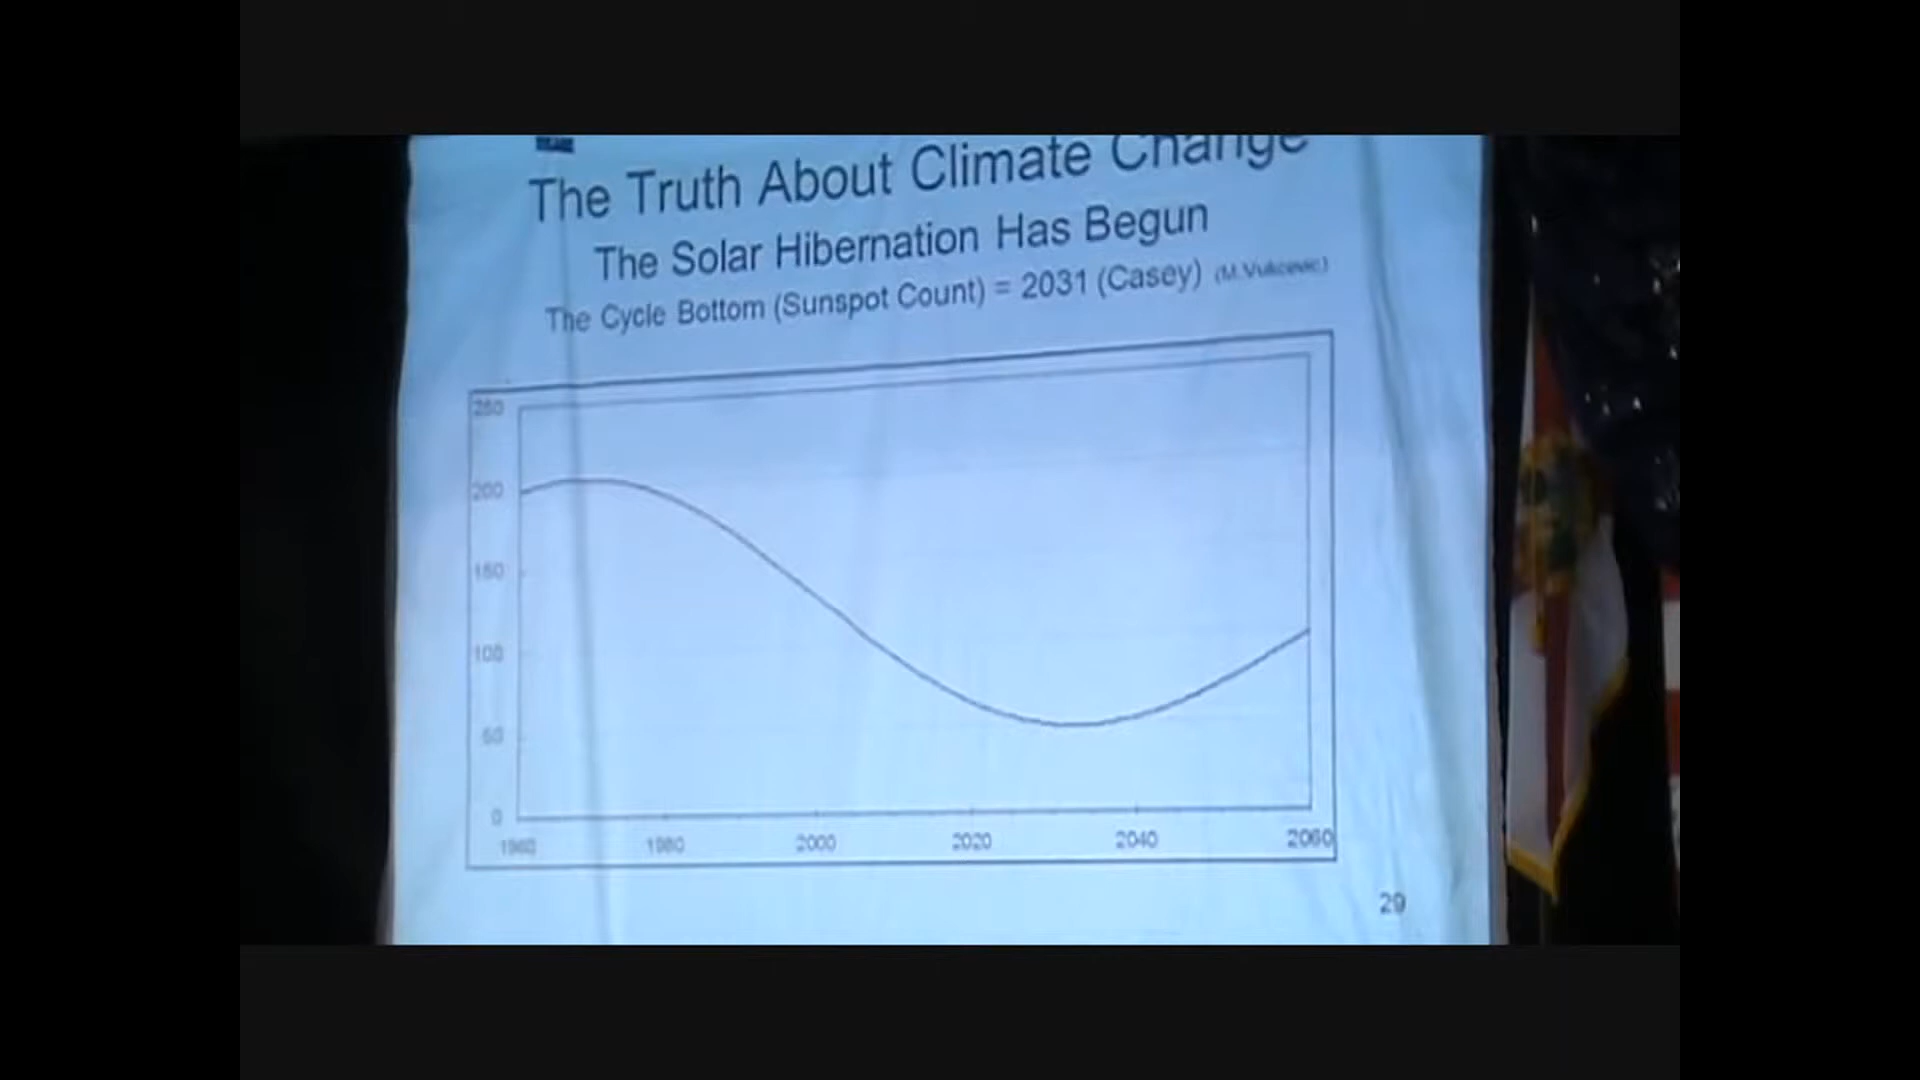 The Truth About Climate Change
The Solar Hibernation Has Begun
The Cycle Bottom (Sunspot Count) = 2031 (Casey) (M.Vukcevic)
250
200
150
100
50
0
1960 1980 2000 2020 2040 2060
29